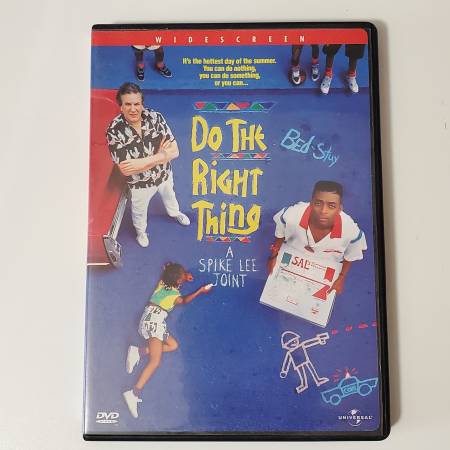 WIDESCREEN
It's the hottest day of the summer.
You can do nothing,
you can do something,
or you can...
DO THE
RIGHT
THING
BED-STUY
A
SPIKE LEE
JOINT
SAL'S
DVD
UNIVERSAL